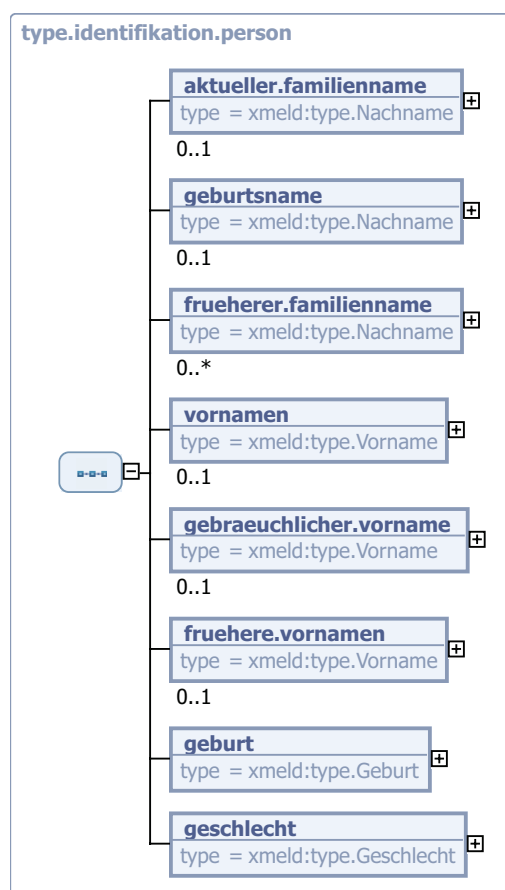 type.identifikation.person
aktueller.familienname
type = xmeld:type.Nachname
0..1
geburtsname
type = xmeld:type.Nachname
0..1
frueherer.familienname
type = xmeld:type.Nachname
0..*
vornamen
type = xmeld:type.Vorname
0..1
gebraeuchlicher.vorname
type = xmeld:type.Vorname
0..1
fruehere.vornamen
type = xmeld:type.Vorname
0..1
geburt
type = xmeld:type.Geburt
geschlecht
type = xmeld:type.Geschlecht